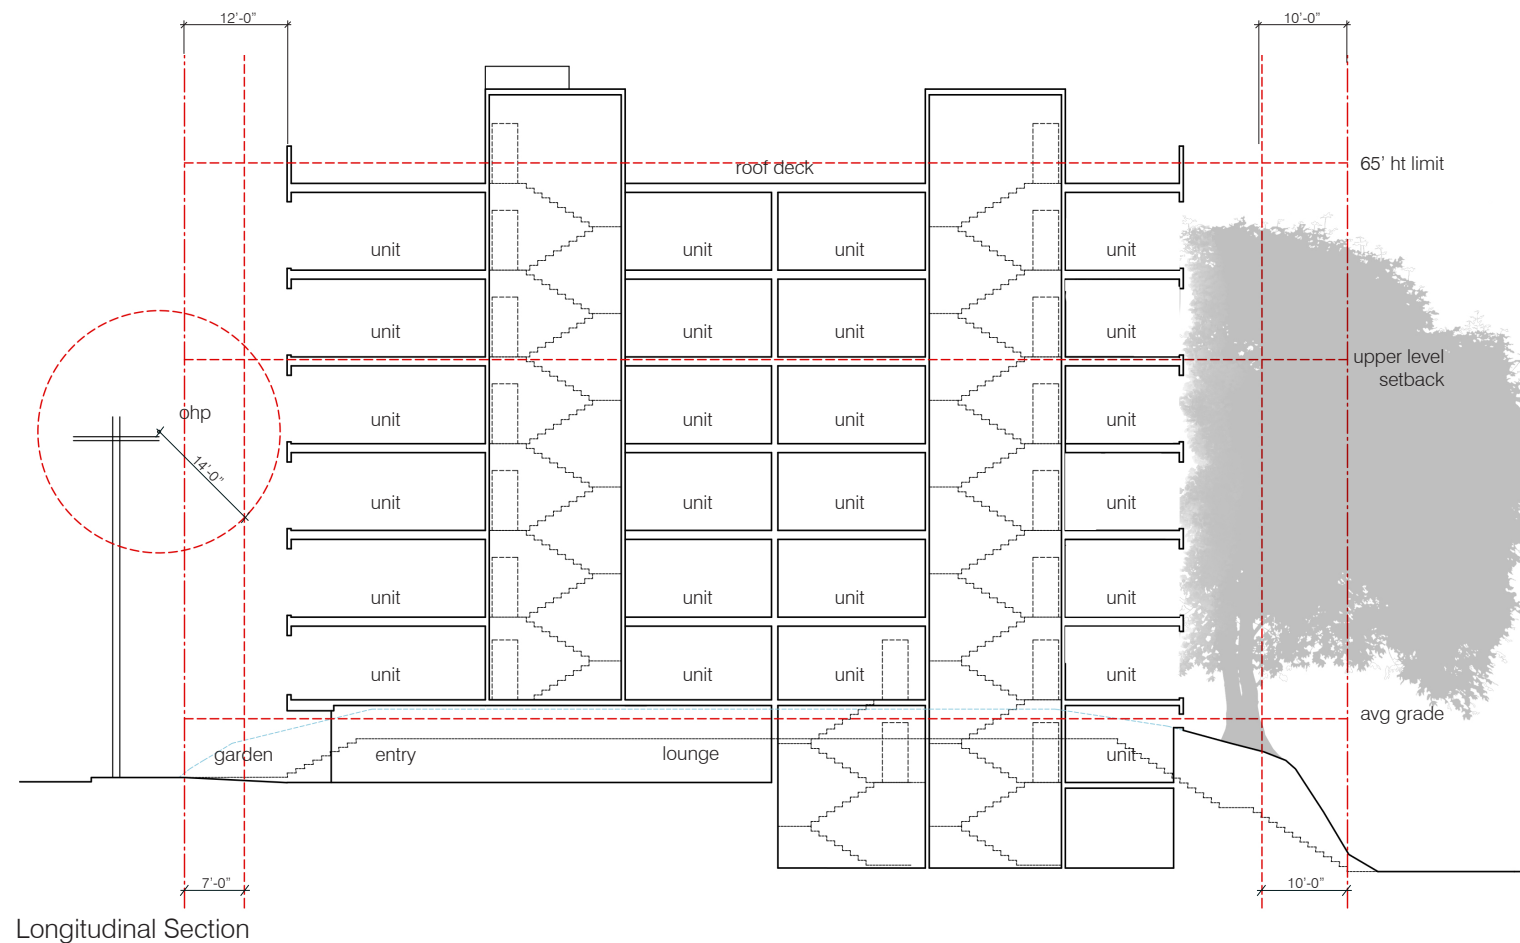 12'-0"
10'-0"
roof deck
65' ht limit
unit
unit
unit
unit
unit
unit
unit
unit
upper level
setback
ohp
unit
unit
unit
unit
14'-0"
unit
unit
unit
unit
unit
unit
unit
unit
unit
unit
unit
unit
avg grade
garden
entry
lounge
unit
7'-0"
10'-0"
Longitudinal Section